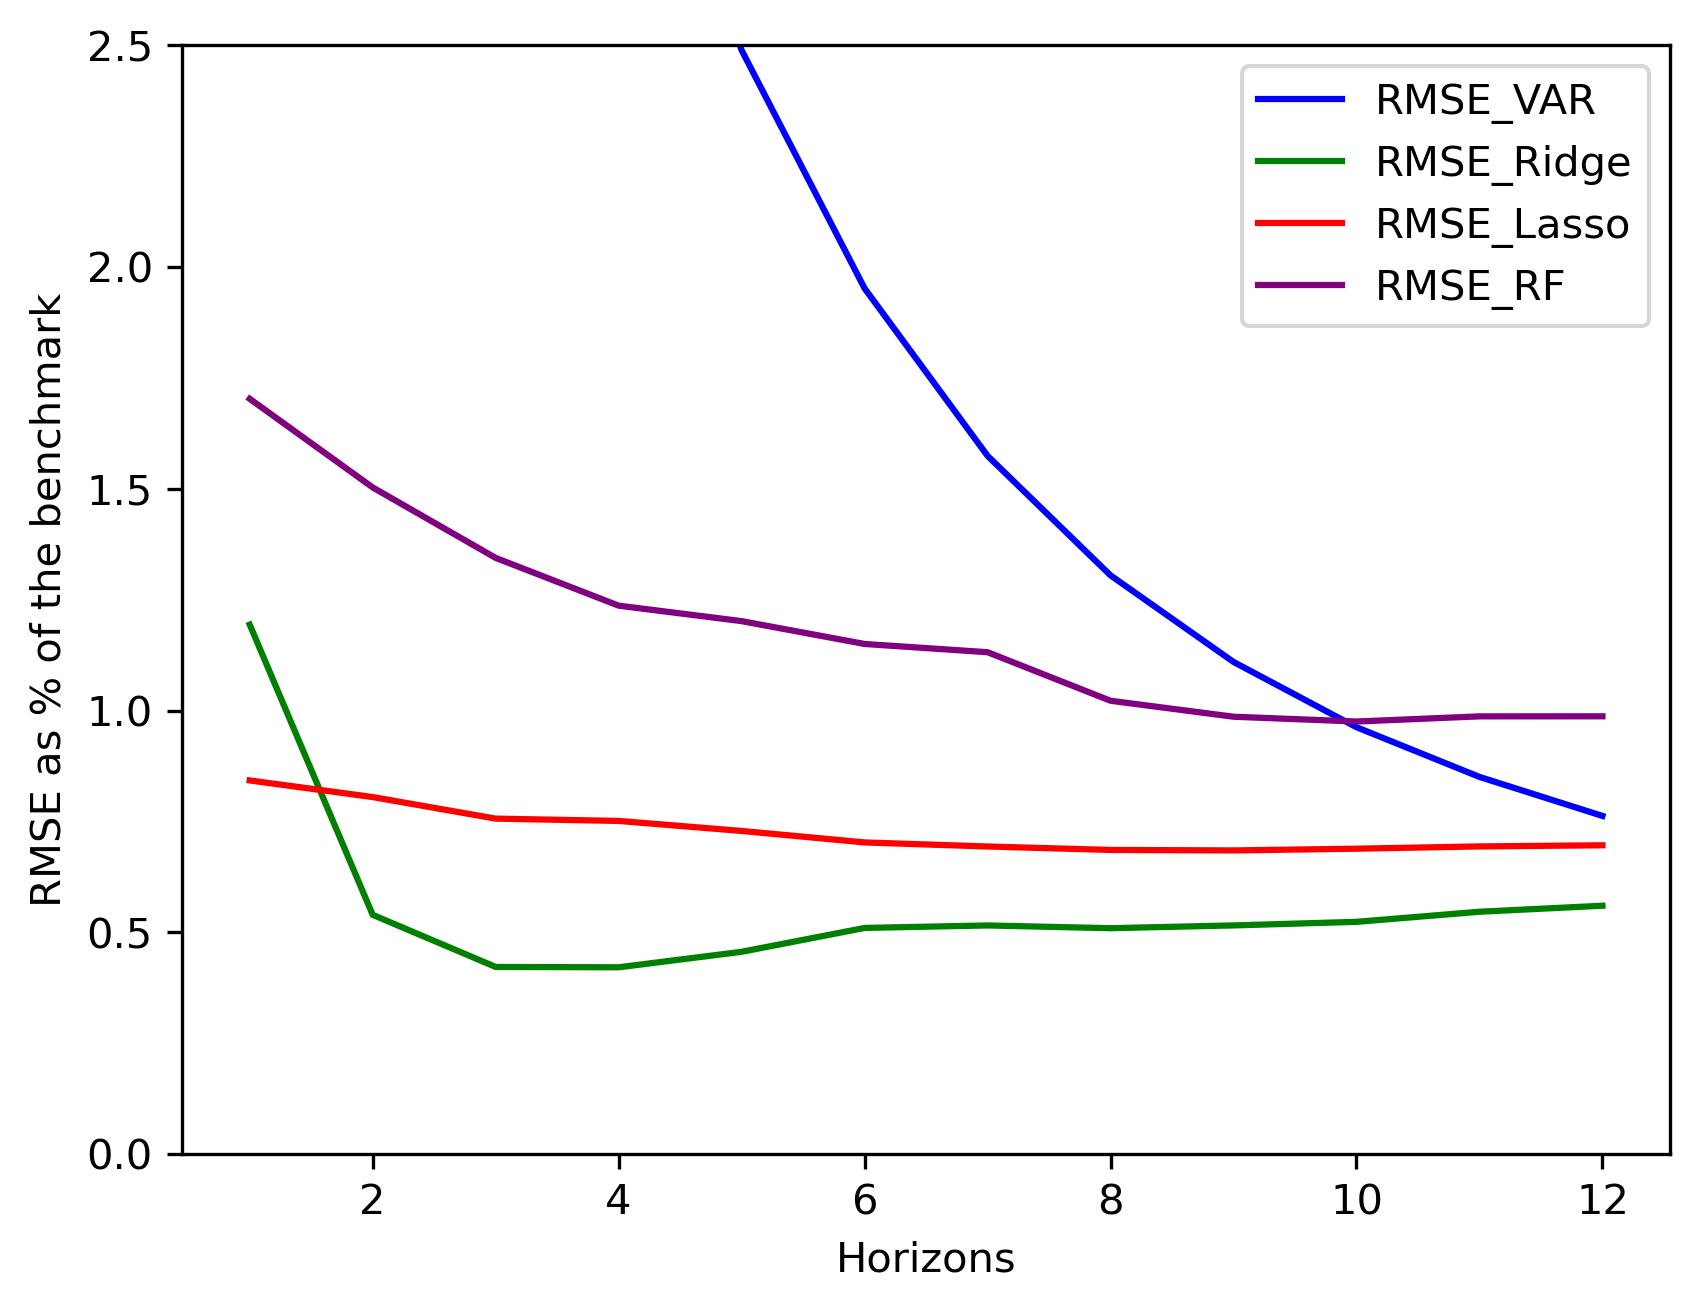 RMSE as % of the benchmark
2.5
2.0
1.5
1.0
0.5
0.0
RMSE_VAR
RMSE_Ridge
RMSE_Lasso
RMSE_RF
2 4 6 8 10 12
Horizons